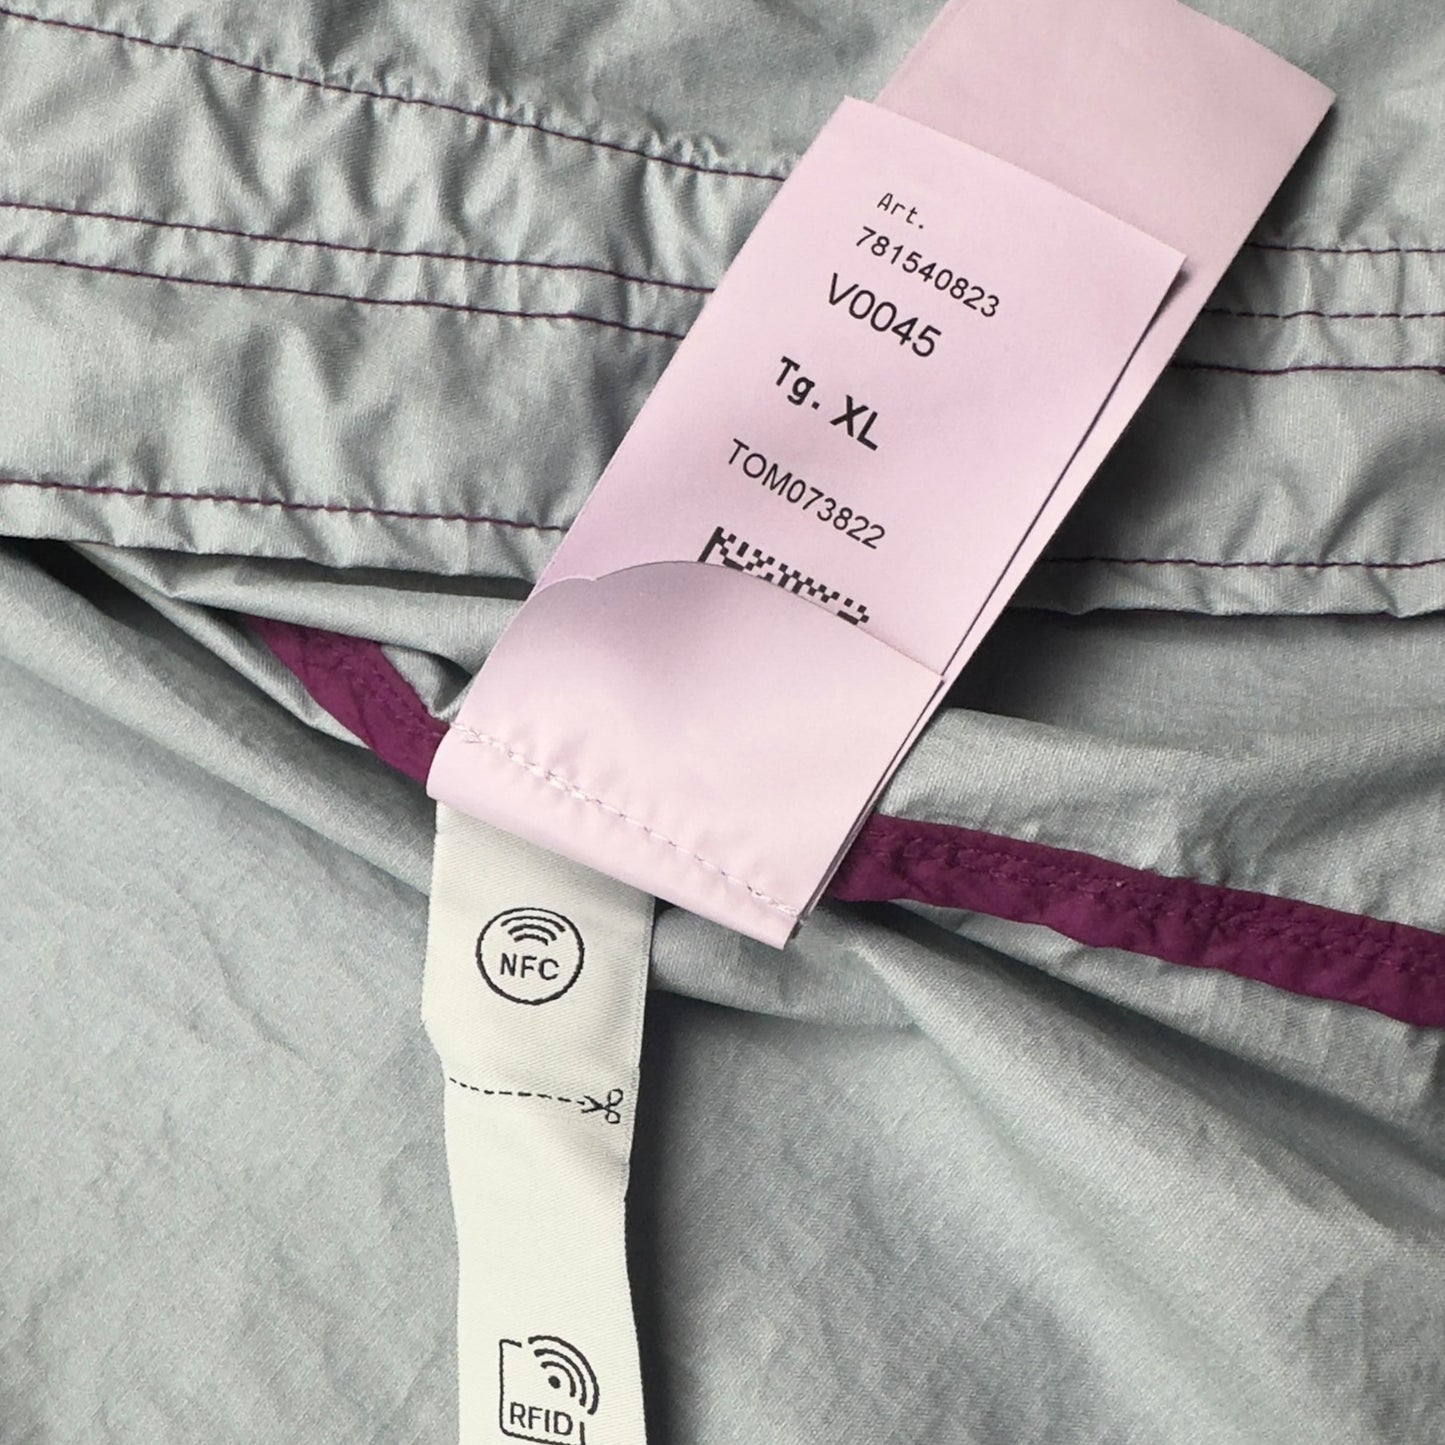 Art.
781540823
V0045
Tg. XL
TOM073822
NFC
RFID